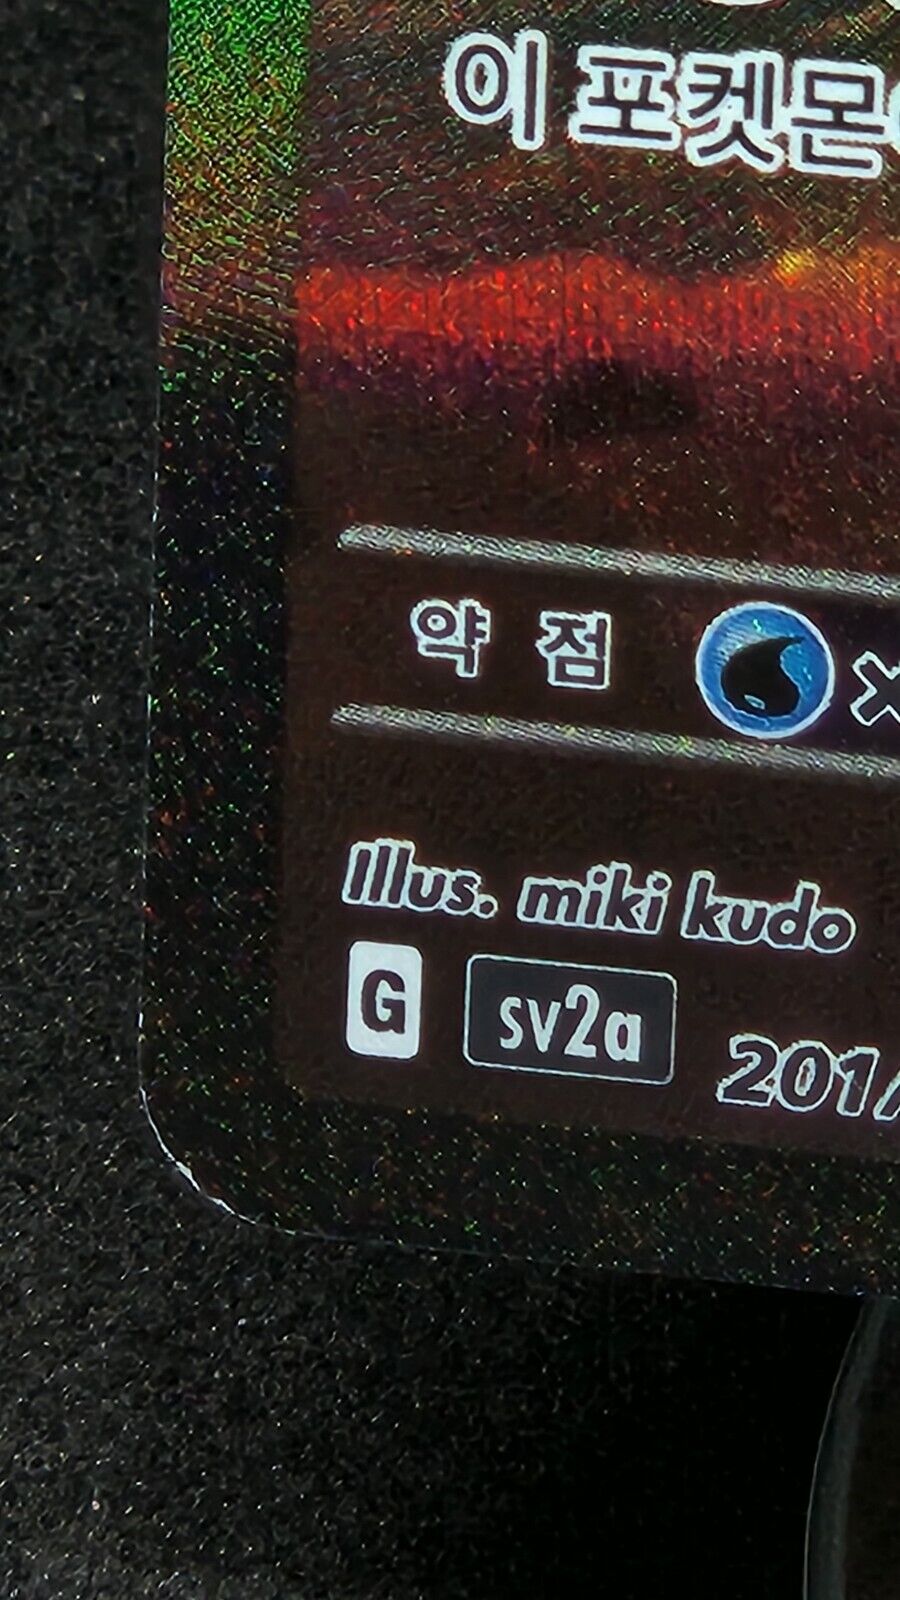 이 포켓몬
약 점 ×
Illus. miki kudo
G sv2a 201/